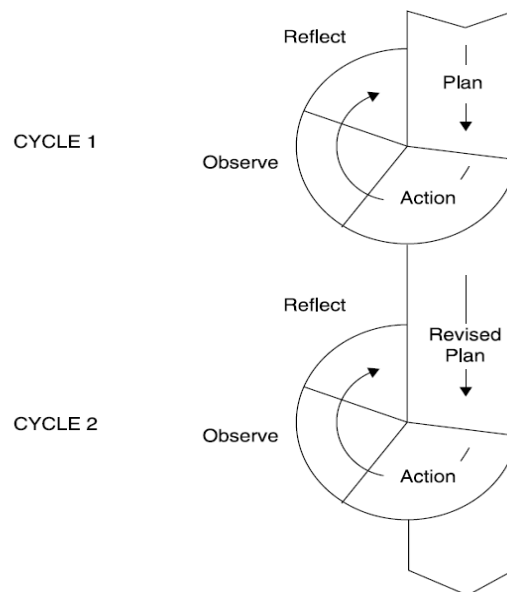 Reflect
Plan
CYCLE 1
Observe
Action
Reflect
Revised
Plan
CYCLE 2
Observe
Action